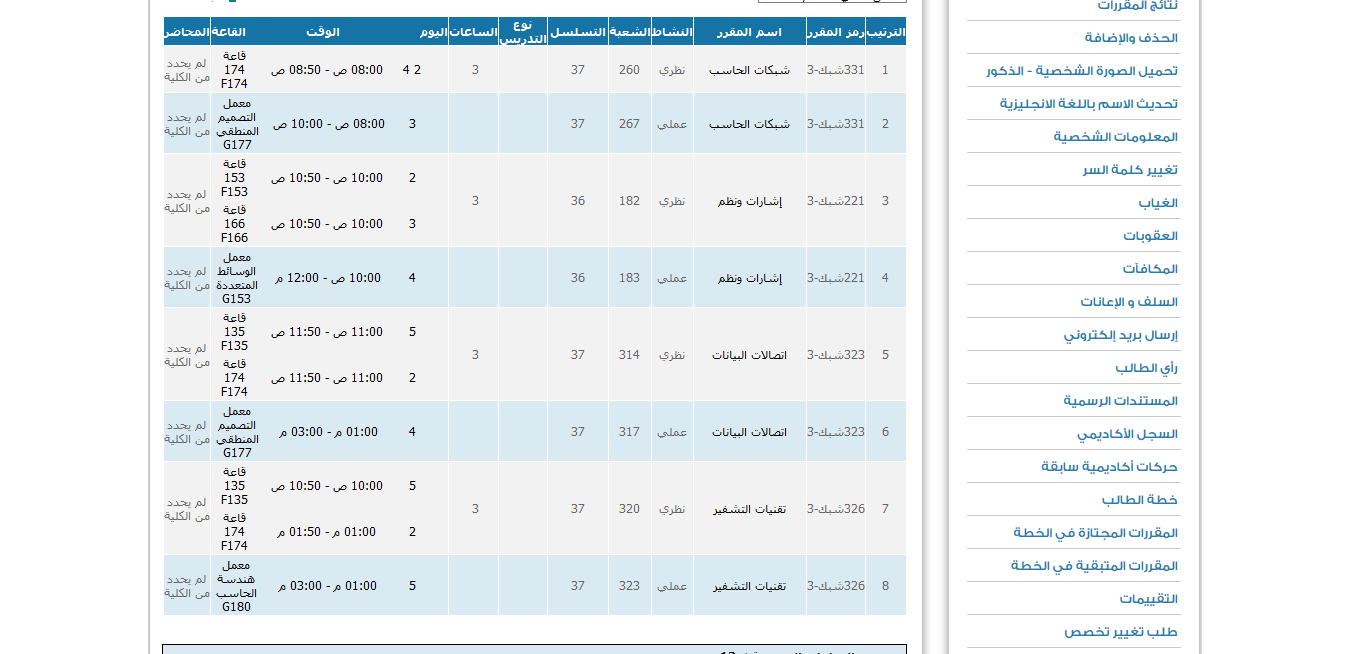 الترتيب رمز المقرر اسم المقرر النشاط الشعبة التسلسل نوع التدريس الساعات اليوم الوقت القاعة المحاضر
1 331شبك-3 شبكات الحاسب نظري 260 37 3 2 4 08:00 ص - 08:50 ص قاعة 174 F174 لم يحدد من الكلية
2 331شبك-3 شبكات الحاسب عملي 267 37 3 08:00 ص - 10:00 ص معمل التصميم المنطقي G177 لم يحدد من الكلية
3 221شبك-3 إشارات ونظم نظري 182 36 3 2 10:00 ص - 10:50 ص قاعة 153 F153 لم يحدد من الكلية
3 10:00 ص - 10:50 ص قاعة 166 F166
4 221شبك-3 إشارات ونظم عملي 183 36 4 10:00 ص - 12:00 م معمل الوسائط المتعددة G153 لم يحدد من الكلية
5 323شبك-3 اتصالات البيانات نظري 314 37 3 5 11:00 ص - 11:50 ص قاعة 135 F135 لم يحدد من الكلية
2 11:00 ص - 11:50 ص قاعة 174 F174
6 323شبك-3 اتصالات البيانات عملي 317 37 4 01:00 م - 03:00 م معمل التصميم المنطقي G177 لم يحدد من الكلية
7 326شبك-3 تقنيات التشفير نظري 320 37 3 5 10:00 ص - 10:50 ص قاعة 135 F135 لم يحدد من الكلية
2 01:00 م - 01:50 م قاعة 174 F174
8 326شبك-3 تقنيات التشفير عملي 323 37 5 01:00 م - 03:00 م معمل هندسة الحاسب G180 لم يحدد من الكلية
نتائج المقررات
الحذف والإضافة
تحميل الصورة الشخصية - الذكور
تحديث الاسم باللغة الانجليزية
المعلومات الشخصية
تغيير كلمة السر
الغياب
العقوبات
المكافآت
السلف و الإعانات
إرسال بريد إلكتروني
رأي الطالب
المستندات الرسمية
السجل الأكاديمي
حركات أكاديمية سابقة
خطة الطالب
المقررات المجتازة في الخطة
المقررات المتبقية في الخطة
التقييمات
طلب تغيير تخصص